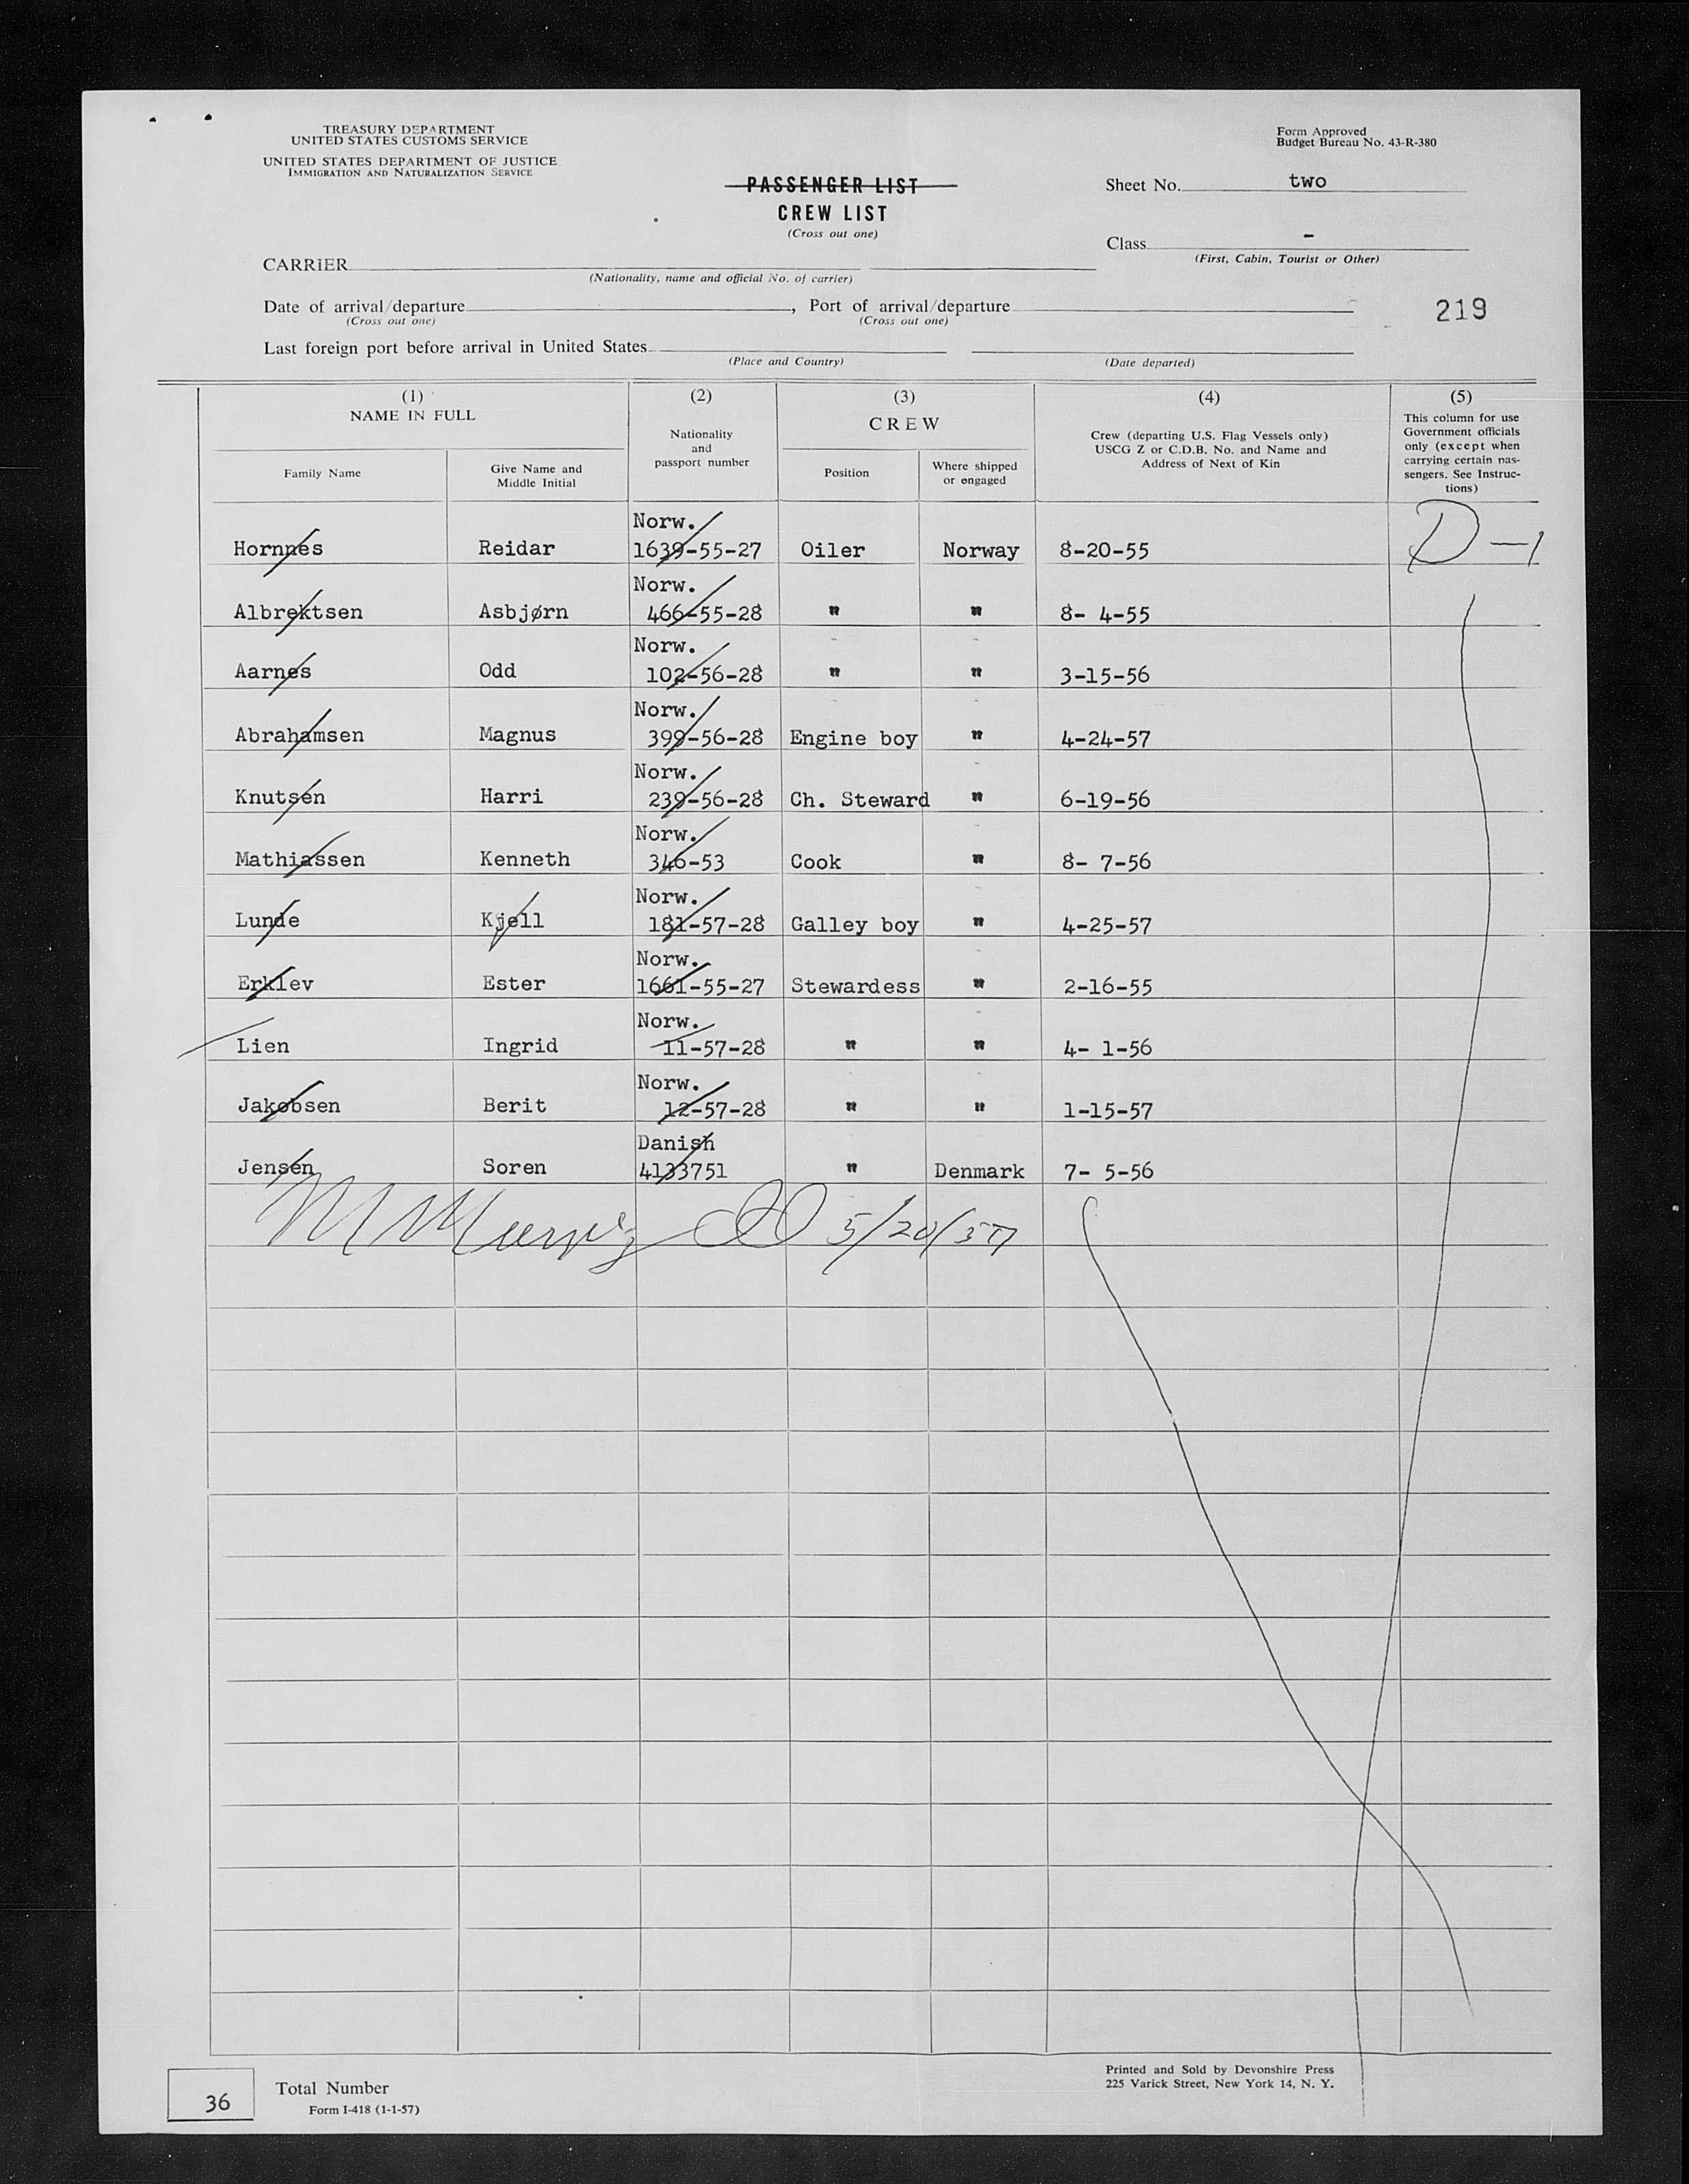 TREASURY DEPARTMENT
UNITED STATES CUSTOMS SERVICE
UNITED STATES DEPARTMENT OF JUSTICE
IMMIGRATION AND NATURALIZATION SERVICE
Form Approved
Budget Bureau No. 43-R-380
PASSENGER LIST
CREW LIST
(Cross out one)
Sheet No. two
Class -
(First, Cabin, Tourist or Other)
CARRIER
(Nationality, name and official No. of carrier)
Date of arrival/departure , Port of arrival/departure
(Cross out one) (Cross out one)
219
Last foreign port before arrival in United States
(Place and Country) (Date departed)
(1) (2) (3) (4) (5)
NAME IN FULL
Family Name
Give Name and
Middle Initial
Nationality
and
passport number
CREW
Position
Where shipped
or engaged
Crew (departing U.S. Flag Vessels only)
USCG Z or C.D.B. No. and Name and
Address of Next of Kin
This column for use
Government officials
only (except when
carrying certain pas-
sengers. See Instruc-
tions)
Norw.
Hornnes Reidar 1639-55-27 Oiler Norway 8-20-55 D-1
Norw.
Albrektsen Asbjørn 466-55-28 " " 8- 4-55
Norw.
Aarnes Odd 102-56-28 " " 3-15-56
Norw.
Abrahamsen Magnus 399-56-28 Engine boy " 4-24-57
Norw.
Knutsen Harri 239-56-28 Ch. Steward " 6-19-56
Norw.
Mathiassen Kenneth 346-53 Cook " 8- 7-56
Norw.
Lunde Kjell 181-57-28 Galley boy " 4-25-57
Norw.
Erklev Ester 1661-55-27 Stewardess " 2-16-55
Norw.
Lien Ingrid 11-57-28 " " 4- 1-56
Norw.
Jakobsen Berit 12-57-28 " " 1-15-57
Danish
Jensen Soren 4133751 " Denmark 7- 5-56
5/20/57
36
Total Number
Form I-418 (1-1-57)
Printed and Sold by Devonshire Press
225 Varick Street, New York 14, N. Y.